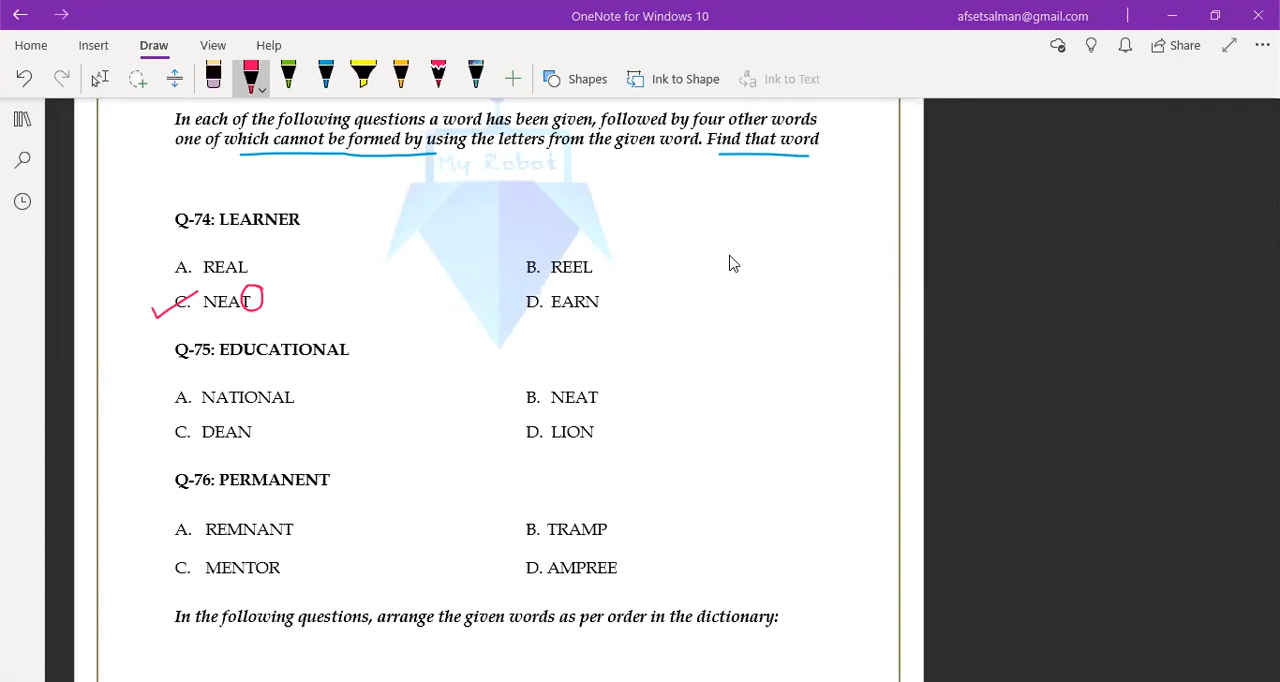 OneNote for Windows 10
afsetsalman@gmail.com
Home Insert Draw View Help
Share
Shapes Ink to Shape Ink to Text
In each of the following questions a word has been given, followed by four other words
one of which cannot be formed by using the letters from the given word. Find that word
My Robot
Q-74: LEARNER
A. REAL B. REEL
C. NEAT D. EARN
Q-75: EDUCATIONAL
A. NATIONAL B. NEAT
C. DEAN D. LION
Q-76: PERMANENT
A. REMNANT B. TRAMP
C. MENTOR D. AMPREE
In the following questions, arrange the given words as per order in the dictionary: